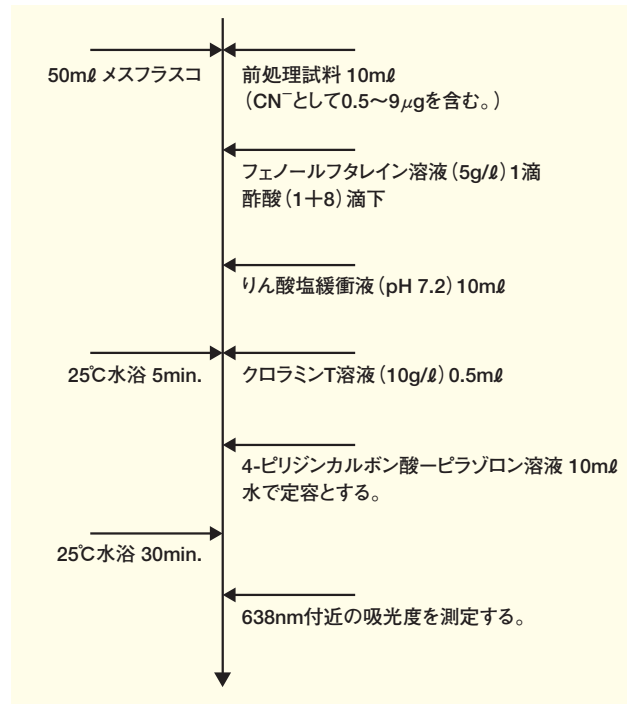 50mℓ メスフラスコ
前処理試料 10mℓ
（CN⁻として0.5～9μgを含む。）
フェノールフタレイン溶液（5g/ℓ）1滴
酢酸（1＋8）滴下
りん酸塩緩衝液（pH 7.2）10mℓ
25℃水浴 5min.
クロラミンT溶液（10g/ℓ）0.5mℓ
4-ピリジンカルボン酸ーピラゾロン溶液 10mℓ
水で定容とする。
25℃水浴 30min.
638nm付近の吸光度を測定する。